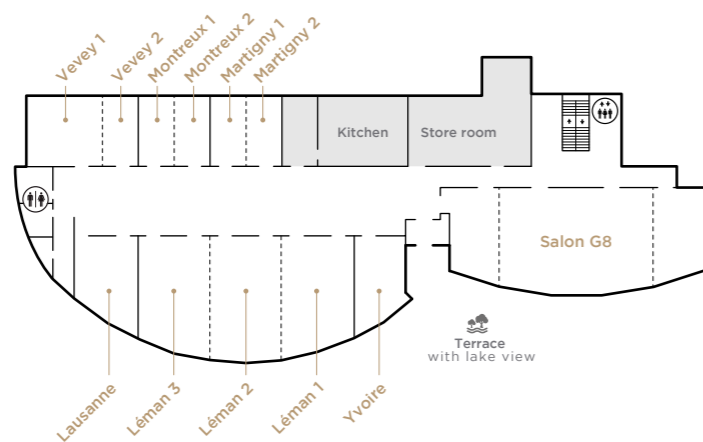 Vevey 1
Vevey 2
Montreux 1
Montreux 2
Martigny 1
Martigny 2
Kitchen
Store room
Salon G8
Terrace
with lake view
Lausanne
Léman 3
Léman 2
Léman 1
Yvoire